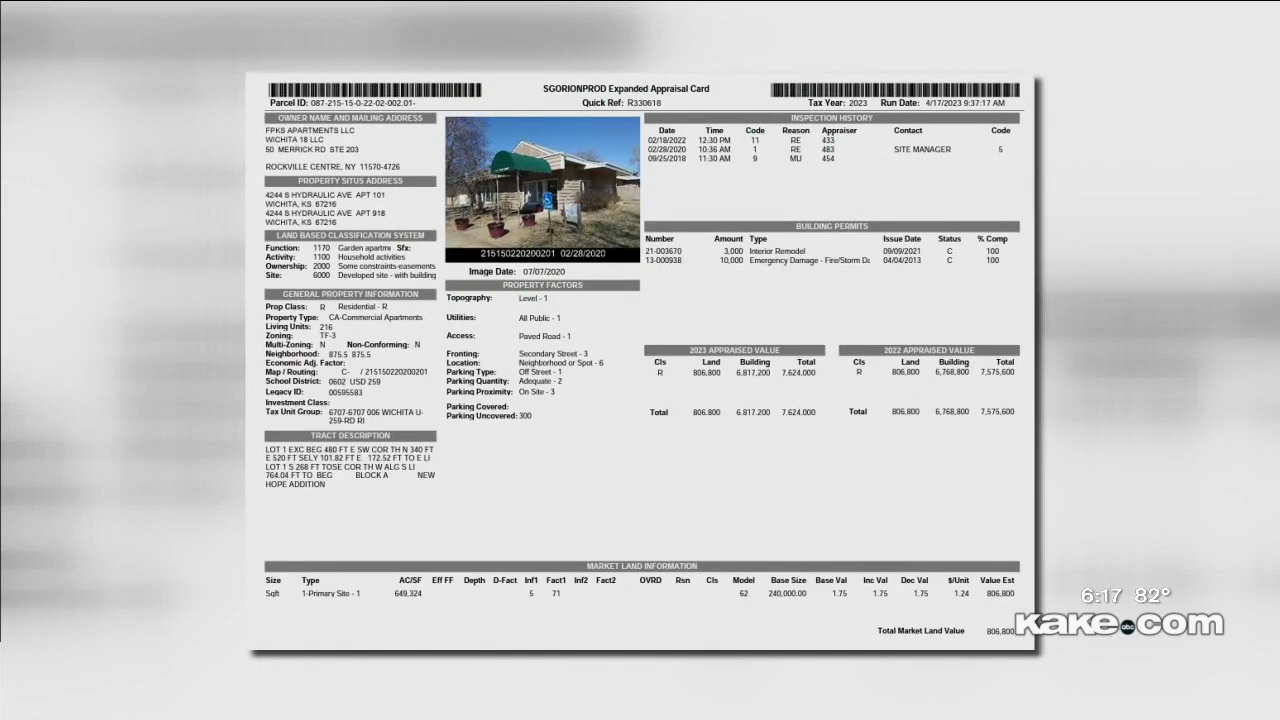 SGORIONPROD Expanded Appraisal Card
Parcel ID: 087-215-15-0-22-02-002.01-
Quick Ref: R330618
Tax Year: 2023 Run Date: 4/17/2023 9:37:17 AM
OWNER NAME AND MAILING ADDRESS
FPKS APARTMENTS LLC
WICHITA 18 LLC
50 MERRICK RD STE 203
ROCKVILLE CENTRE, NY 11570-4726
PROPERTY SITUS ADDRESS
4244 S HYDRAULIC AVE APT 101
WICHITA, KS 67216
4244 S HYDRAULIC AVE APT 918
WICHITA, KS 67216
LAND BASED CLASSIFICATION SYSTEM
Function: 1170 Garden apartme Sfx:
Activity: 1100 Household activities
Ownership: 2000 Some constraints-easements
Site: 6000 Developed site - with building
GENERAL PROPERTY INFORMATION
Prop Class: R Residential - R
Property Type: CA-Commercial Apartments
Living Units: 216
Zoning: TF-3
Multi-Zoning: N Non-Conforming: N
Neighborhood: 875.5 875.5
Economic Adj. Factor:
Map / Routing: C- / 215150220200201
School District: 0602 USD 259
Legacy ID: 00595583
Investment Class:
Tax Unit Group: 6707-6707 006 WICHITA U-
259-RD RI
TRACT DESCRIPTION
LOT 1 EXC BEG 480 FT E SW COR TH N 340 FT
E 520 FT SELY 101.82 FT E 172.52 FT TO E LI
LOT 1 S 268 FT TOSE COR TH W ALG S LI
764.04 FT TO BEG BLOCK A NEW
HOPE ADDITION
215150220200201 02/28/2020
Image Date: 07/07/2020
PROPERTY FACTORS
Topography: Level - 1
Utilities: All Public - 1
Access: Paved Road - 1
Fronting: Secondary Street - 3
Location: Neighborhood or Spot - 6
Parking Type: Off Street - 1
Parking Quantity: Adequate - 2
Parking Proximity: On Site - 3
Parking Covered:
Parking Uncovered: 300
INSPECTION HISTORY
Date Time Code Reason Appraiser Contact Code
02/18/2022 12:30 PM 11 RE 433
02/28/2020 10:36 AM 1 RE 483 SITE MANAGER 5
09/25/2018 11:30 AM 9 MU 454
BUILDING PERMITS
Number Amount Type Issue Date Status % Comp
21-003670 3,000 Interior Remodel 09/09/2021 C 100
13-000938 10,000 Emergency Damage - Fire/Storm Da 04/04/2013 C 100
2023 APPRAISED VALUE
Cls Land Building Total
R 806,800 6,817,200 7,624,000
Total 806,800 6,817,200 7,624,000
2022 APPRAISED VALUE
Cls Land Building Total
R 806,800 6,768,800 7,575,600
Total 806,800 6,768,800 7,575,600
MARKET LAND INFORMATION
Size Type AC/SF Eff FF Depth D-Fact Inf1 Fact1 Inf2 Fact2 OVRD Rsn Cls Model Base Size Base Val Inc Val Dec Val $/Unit Value Est
Sqft 1-Primary Site - 1 649,324 5 71 62 240,000.00 1.75 1.75 1.75 1.24 806,800
Total Market Land Value 806,800
6:17 82°
kake abc .com